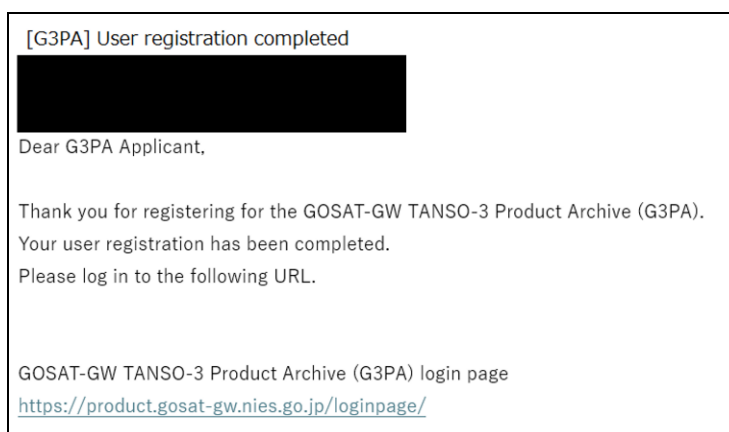 [G3PA] User registration completed
Dear G3PA Applicant,
Thank you for registering for the GOSAT-GW TANSO-3 Product Archive (G3PA).
Your user registration has been completed.
Please log in to the following URL.
GOSAT-GW TANSO-3 Product Archive (G3PA) login page
https://product.gosat-gw.nies.go.jp/loginpage/